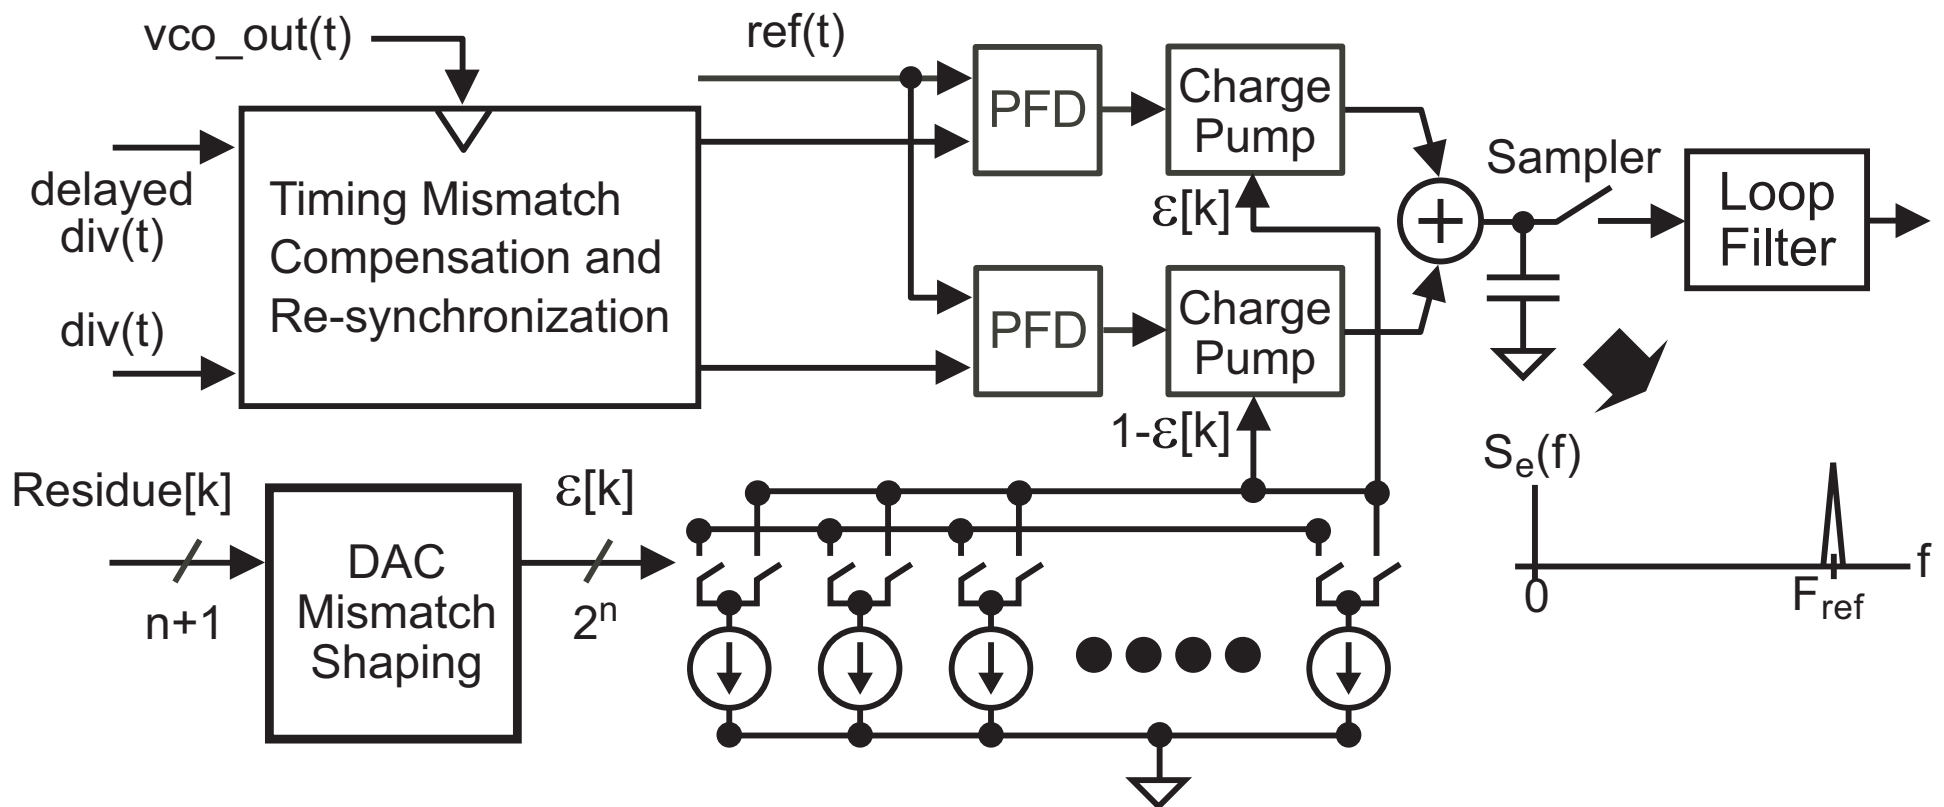 vco_out(t)
ref(t)
delayed
div(t)
div(t)
Timing Mismatch
Compensation and
Re-synchronization
PFD
Charge
Pump
ε[k]
PFD
Charge
Pump
1-ε[k]
+
Sampler
Loop
Filter
Residue[k]
n+1
DAC
Mismatch
Shaping
ε[k]
2ⁿ
Sₑ(f)
0
F_ref
f